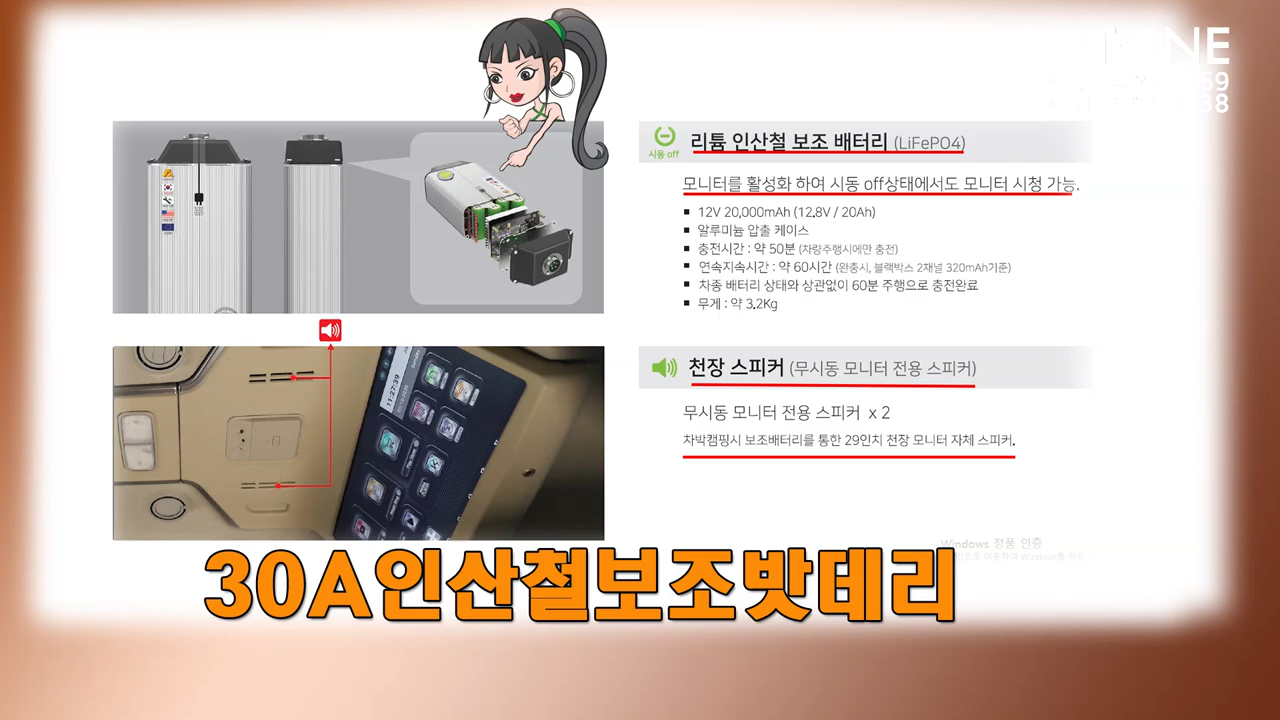 시동 off
리튬 인산철 보조 배터리 (LiFePO4)
모니터를 활성화 하여 시동 off상태에서도 모니터 시청 가능.
▪ 12V 20,000mAh (12.8V / 20Ah)
▪ 알루미늄 압출 케이스
▪ 충전시간 : 약 50분 (차량주행시에만 충전)
▪ 연속지속시간 : 약 60시간 (완충시, 블랙박스 2채널 320mAh기준)
▪ 차종 배터리 상태와 상관없이 60분 주행으로 충전완료
▪ 무게 : 약 3.2Kg
천장 스피커 (무시동 모니터 전용 스피커)
무시동 모니터 전용 스피커 x 2
차박캠핑시 보조배터리를 통한 29인치 천장 모니터 자체 스피커.
11:27:39
Windows 정품 인증
30A인산철보조밧데리